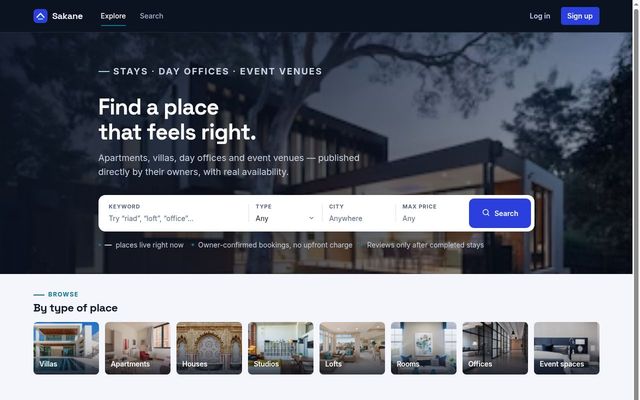 Sakane
Explore
Search
Log in
Sign up
— STAYS · DAY OFFICES · EVENT VENUES
Find a place
that feels right.
Apartments, villas, day offices and event venues — published
directly by their owners, with real availability.
KEYWORD
Try “riad”, “loft”, “office”...
TYPE
Any
CITY
Anywhere
MAX PRICE
Any
Search
— places live right now
Owner-confirmed bookings, no upfront charge
Reviews only after completed stays
BROWSE
By type of place
Villas
Apartments
Houses
Studios
Lofts
Rooms
Offices
Event spaces